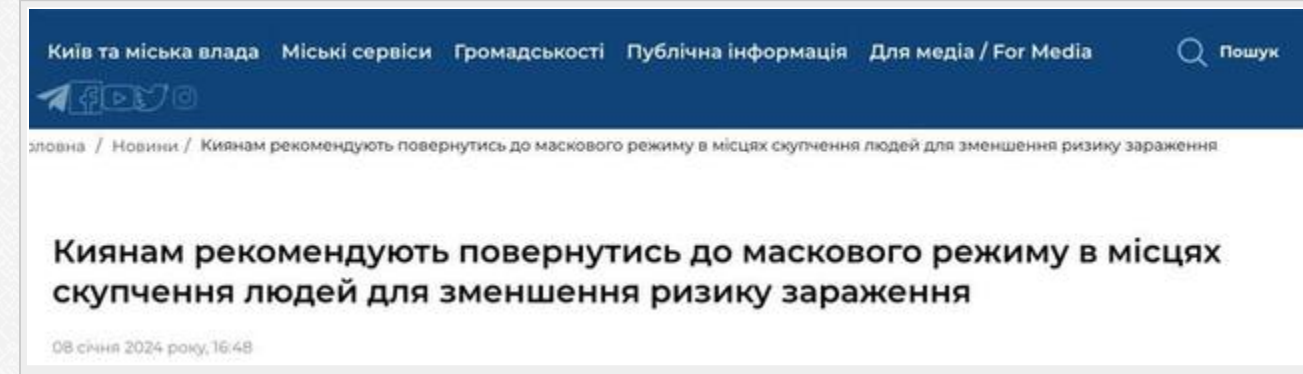 Київ та міська влада Міські сервіси Громадськості Публічна інформація Для медіа / For Media Пошук
/ Новини / Киянам рекомендують повернутись до маскового режиму в місцях скупчення людей для зменшення ризику зараження
Киянам рекомендують повернутись до маскового режиму в місцях
скупчення людей для зменшення ризику зараження
08 січня 2024 року, 16:48